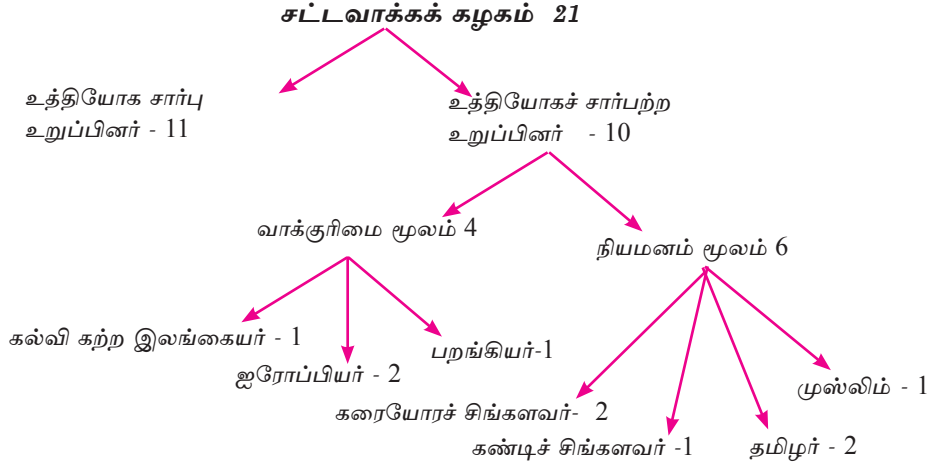 சட்டவாக்கக் கழகம் 21
உத்தியோக சார்பு
உறுப்பினர் - 11
உத்தியோகச் சார்பற்ற
உறுப்பினர் - 10
வாக்குரிமை மூலம் 4
நியமனம் மூலம் 6
கல்வி கற்ற இலங்கையர் - 1
ஐரோப்பியர் - 2
பறங்கியர்-1
கரையோரச் சிங்களவர்- 2
கண்டிச் சிங்களவர் -1
தமிழர் - 2
முஸ்லிம் - 1